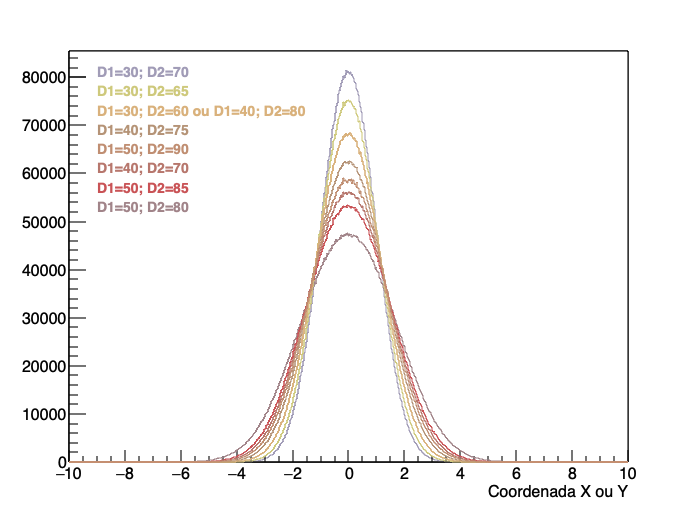 D1=30; D2=70
D1=30; D2=65
D1=30; D2=60 ou D1=40; D2=80
D1=40; D2=75
D1=50; D2=90
D1=40; D2=70
D1=50; D2=85
D1=50; D2=80
80000
70000
60000
50000
40000
30000
20000
10000
0
−10 −8 −6 −4 −2 0 2 4 6 8 10
Coordenada X ou Y